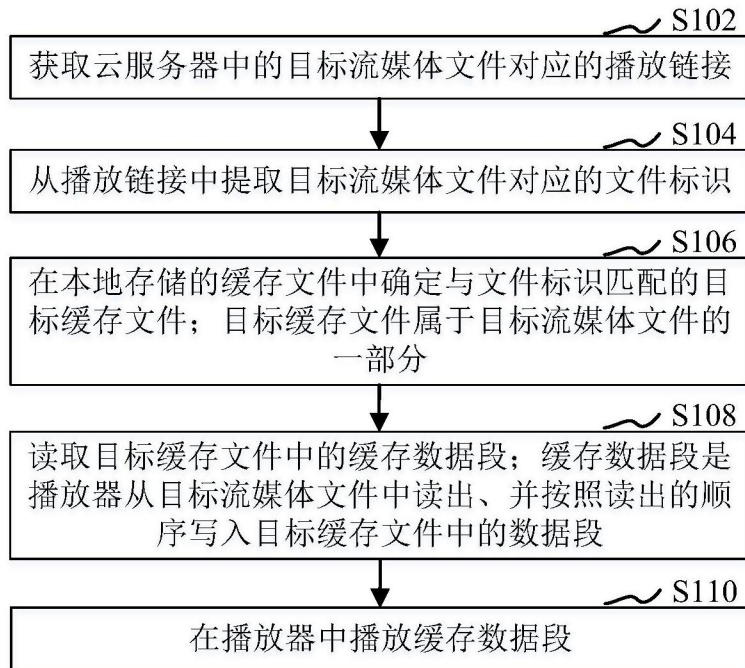 S102
获取云服务器中的目标流媒体文件对应的播放链接
S104
从播放链接中提取目标流媒体文件对应的文件标识
S106
在本地存储的缓存文件中确定与文件标识匹配的目
标缓存文件；目标缓存文件属于目标流媒体文件的
一部分
S108
读取目标缓存文件中的缓存数据段；缓存数据段是
播放器从目标流媒体文件中读出、并按照读出的顺
序写入目标缓存文件中的数据段
S110
在播放器中播放缓存数据段